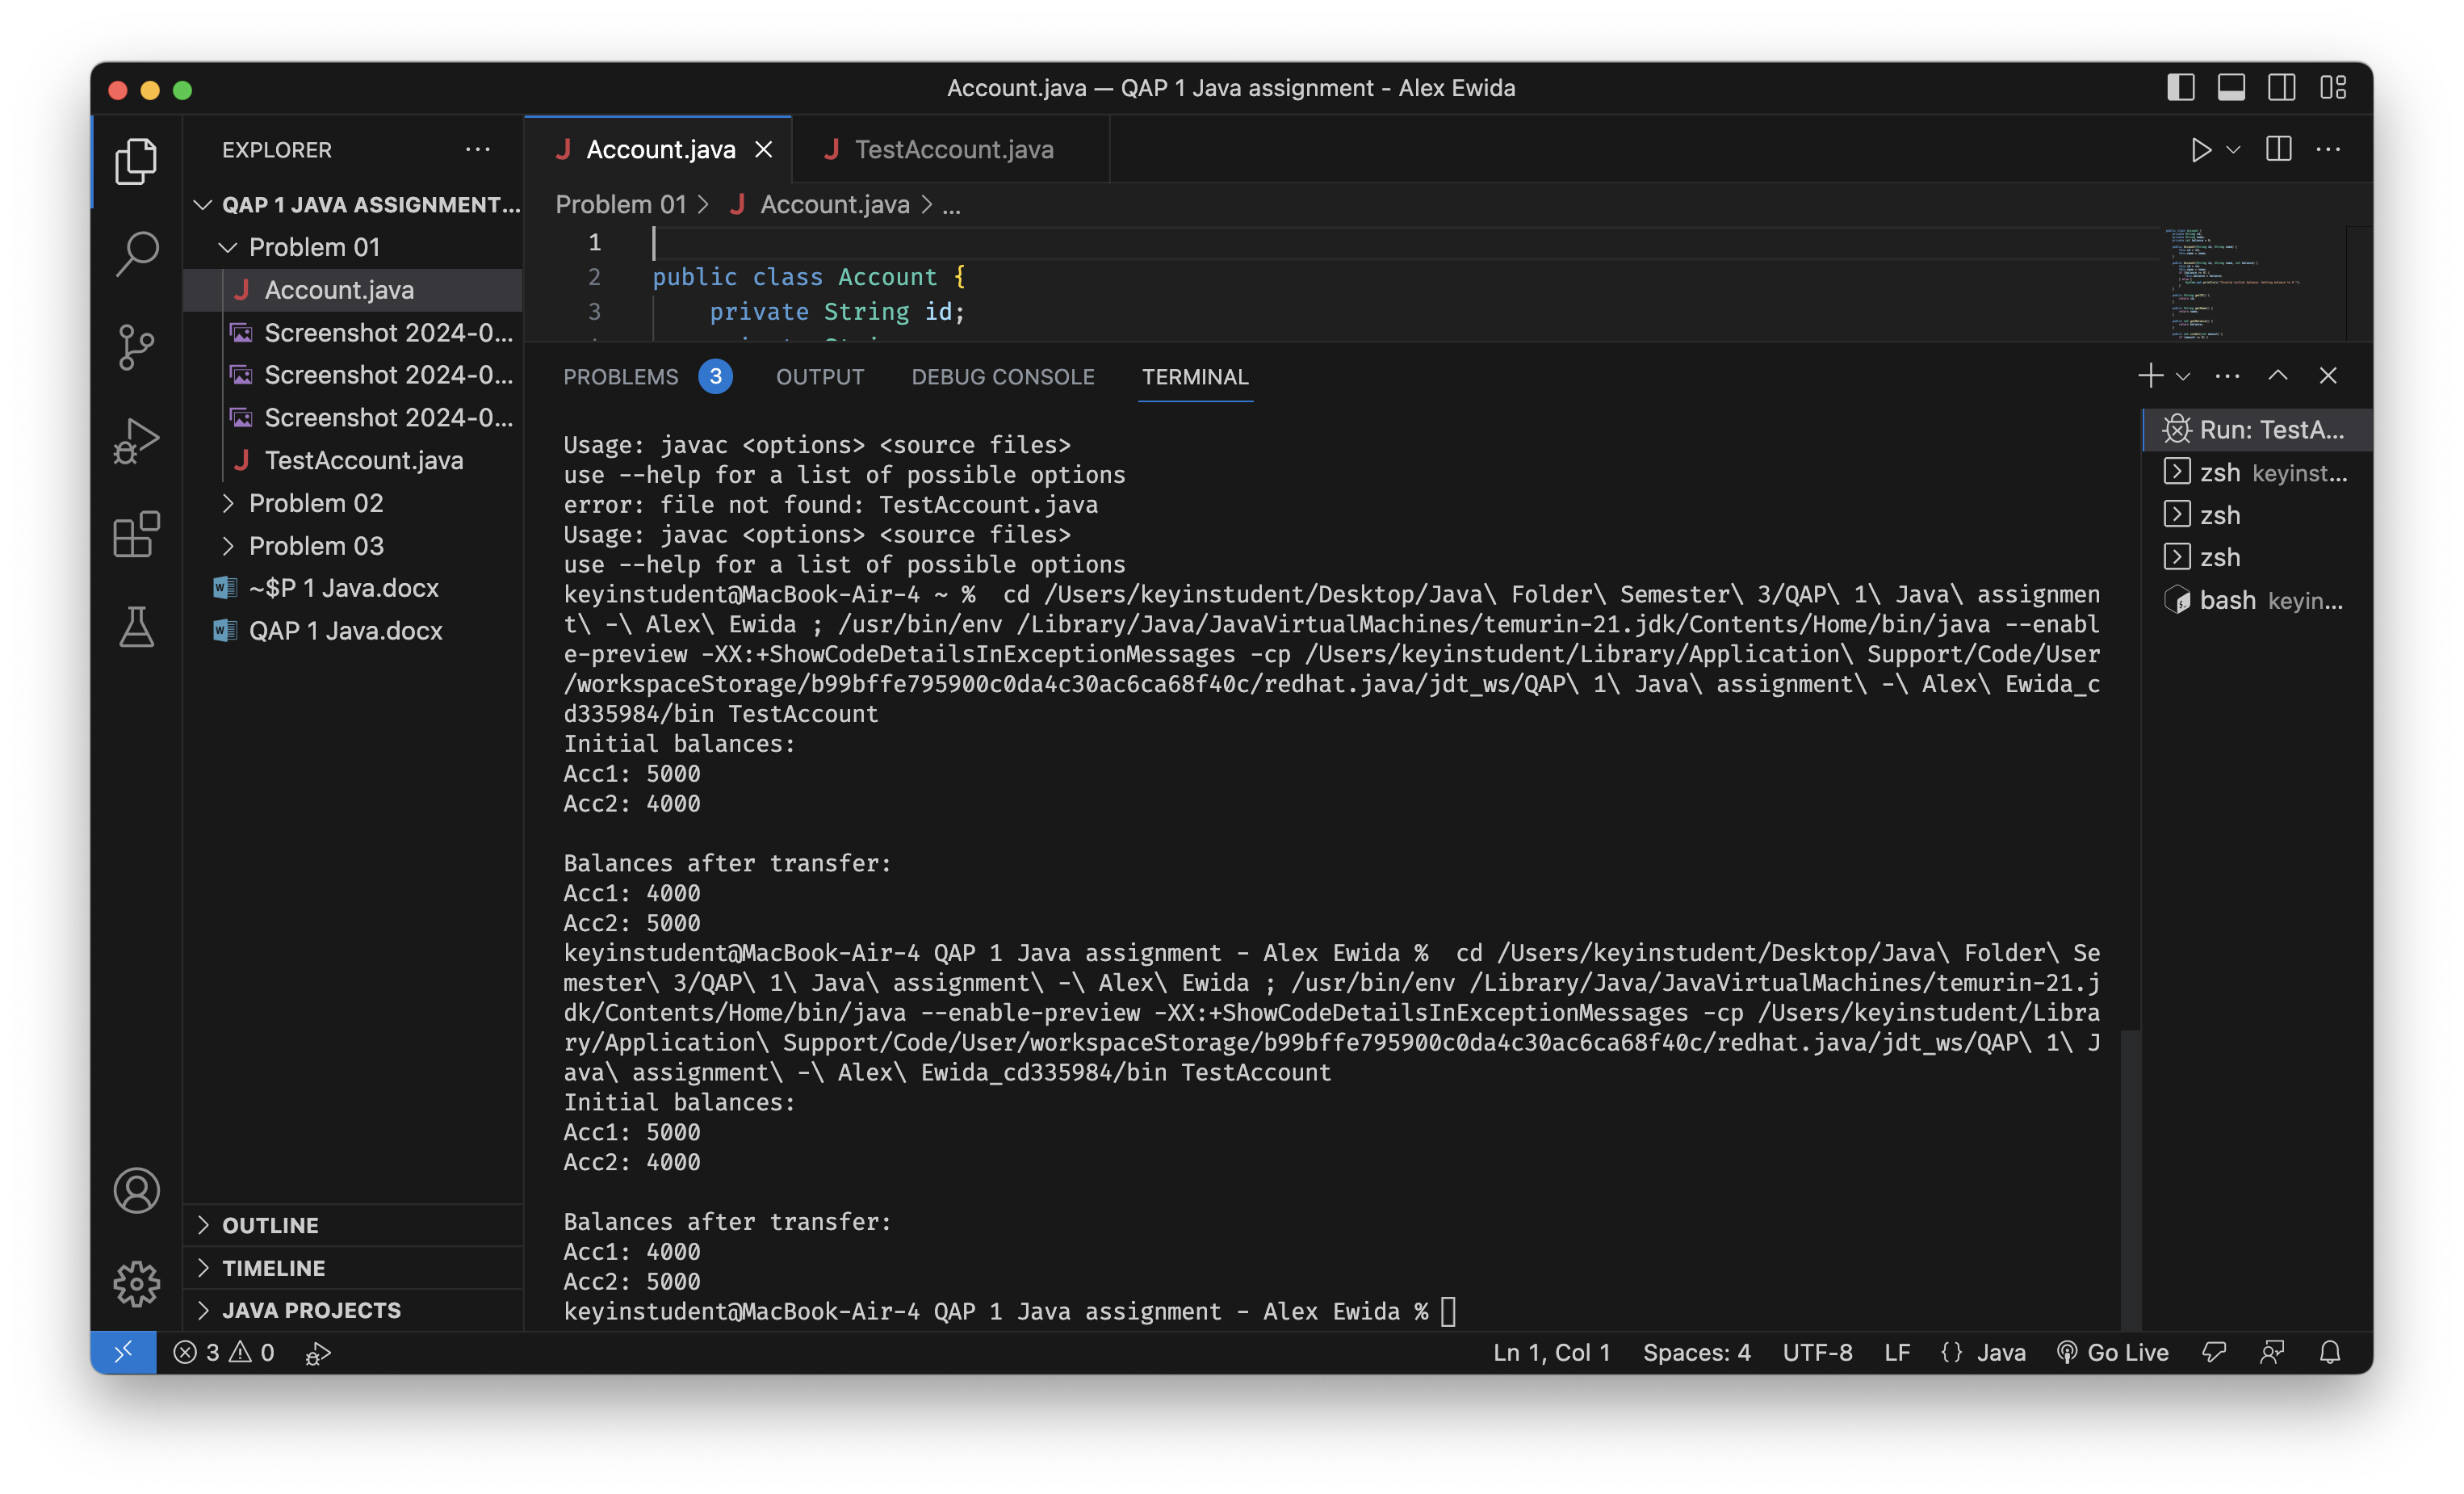 Account.java — QAP 1 Java assignment - Alex Ewida
EXPLORER
QAP 1 JAVA ASSIGNMENT...
Problem 01
Account.java
Screenshot 2024-0...
Screenshot 2024-0...
Screenshot 2024-0...
TestAccount.java
Problem 02
Problem 03
~$P 1 Java.docx
QAP 1 Java.docx
OUTLINE
TIMELINE
JAVA PROJECTS
Account.java
TestAccount.java
Problem 01 > Account.java > ...
1
2 public class Account {
3 private String id;
PROBLEMS 3 OUTPUT DEBUG CONSOLE TERMINAL
Usage: javac <options> <source files>
use --help for a list of possible options
error: file not found: TestAccount.java
Usage: javac <options> <source files>
use --help for a list of possible options
keyinstudent@MacBook-Air-4 ~ %  cd /Users/keyinstudent/Desktop/Java\ Folder\ Semester\ 3/QAP\ 1\ Java\ assignmen
t\ -\ Alex\ Ewida ; /usr/bin/env /Library/Java/JavaVirtualMachines/temurin-21.jdk/Contents/Home/bin/java --enabl
e-preview -XX:+ShowCodeDetailsInExceptionMessages -cp /Users/keyinstudent/Library/Application\ Support/Code/User
/workspaceStorage/b99bffe795900c0da4c30ac6ca68f40c/redhat.java/jdt_ws/QAP\ 1\ Java\ assignment\ -\ Alex\ Ewida_c
d335984/bin TestAccount
Initial balances:
Acc1: 5000
Acc2: 4000
Balances after transfer:
Acc1: 4000
Acc2: 5000
keyinstudent@MacBook-Air-4 QAP 1 Java assignment - Alex Ewida %  cd /Users/keyinstudent/Desktop/Java\ Folder\ Se
mester\ 3/QAP\ 1\ Java\ assignment\ -\ Alex\ Ewida ; /usr/bin/env /Library/Java/JavaVirtualMachines/temurin-21.j
dk/Contents/Home/bin/java --enable-preview -XX:+ShowCodeDetailsInExceptionMessages -cp /Users/keyinstudent/Libra
ry/Application\ Support/Code/User/workspaceStorage/b99bffe795900c0da4c30ac6ca68f40c/redhat.java/jdt_ws/QAP\ 1\ J
ava\ assignment\ -\ Alex\ Ewida_cd335984/bin TestAccount
Initial balances:
Acc1: 5000
Acc2: 4000
Balances after transfer:
Acc1: 4000
Acc2: 5000
keyinstudent@MacBook-Air-4 QAP 1 Java assignment - Alex Ewida %
Run: TestA...
zsh keyinst...
zsh
zsh
bash keyin...
3 0
Ln 1, Col 1 Spaces: 4 UTF-8 LF {} Java Go Live